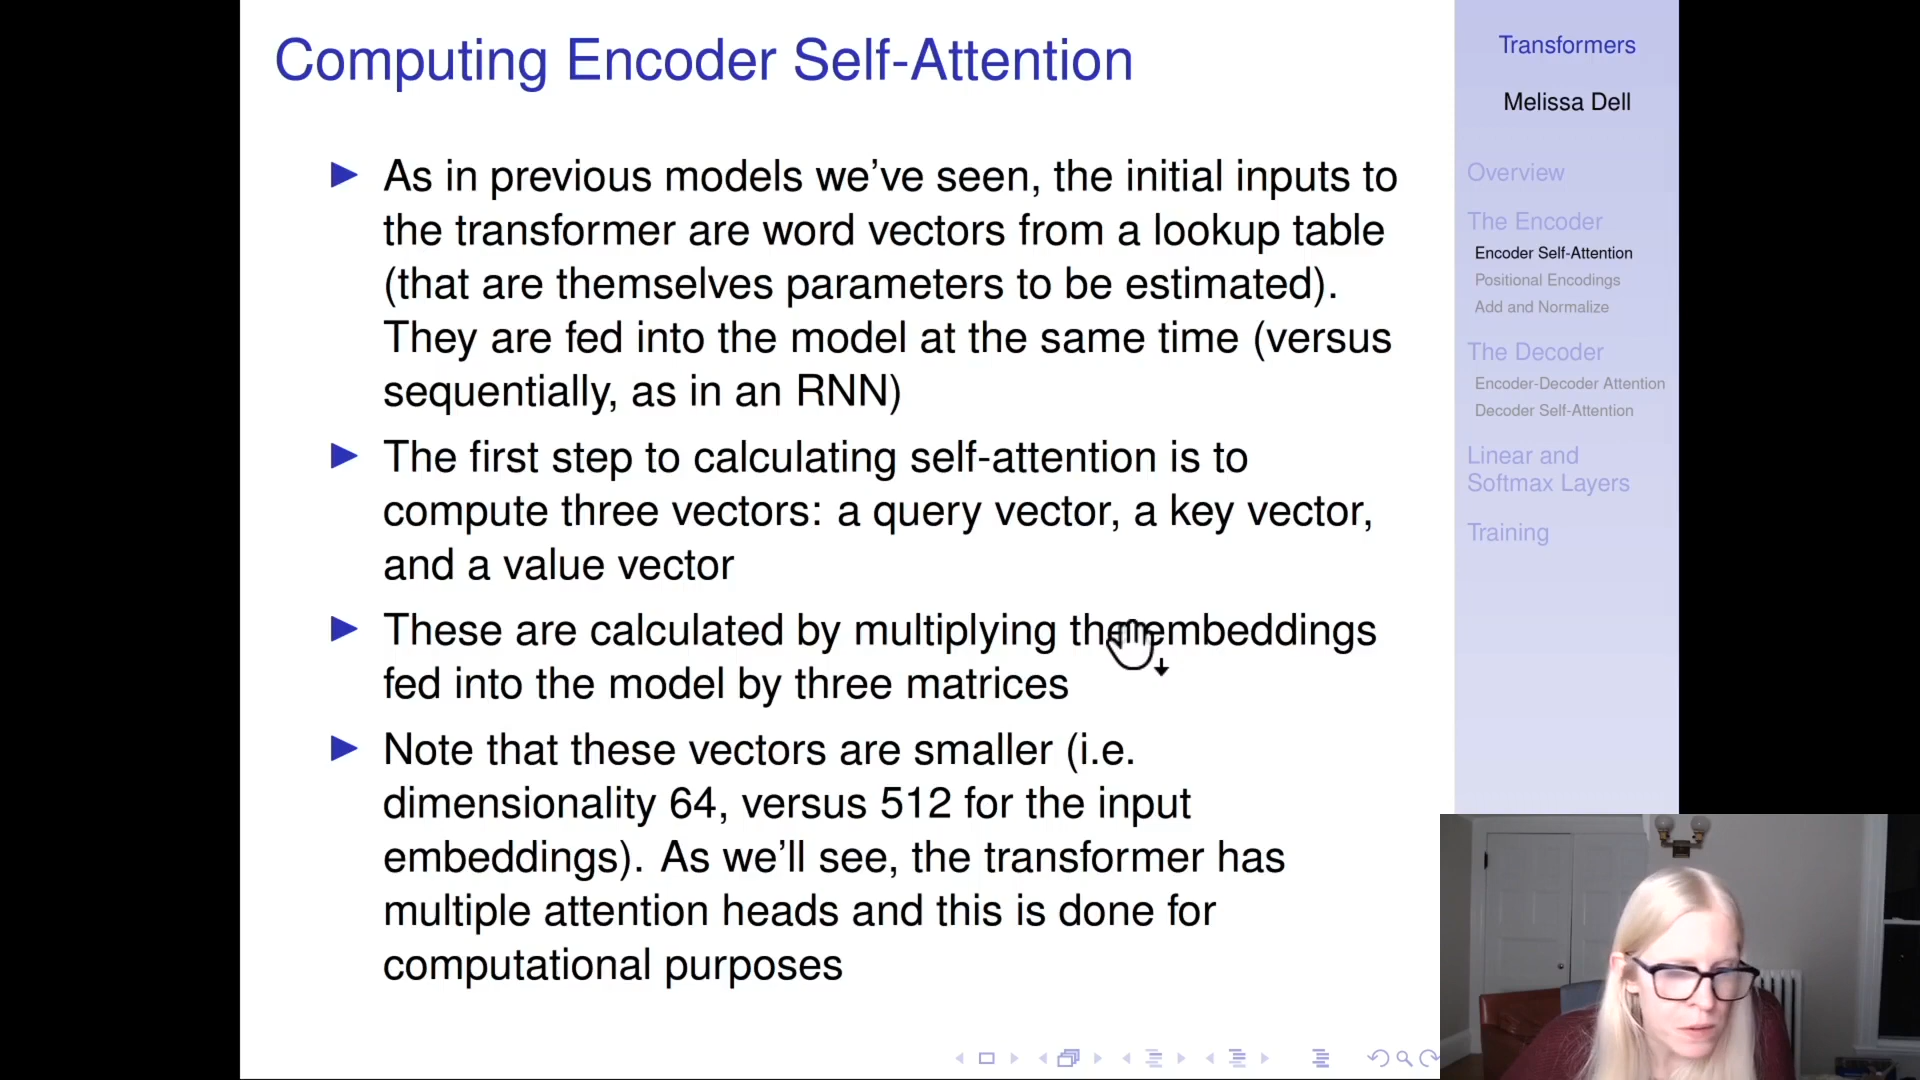 Computing Encoder Self-Attention
As in previous models we've seen, the initial inputs to
the transformer are word vectors from a lookup table
(that are themselves parameters to be estimated).
They are fed into the model at the same time (versus
sequentially, as in an RNN)
The first step to calculating self-attention is to
compute three vectors: a query vector, a key vector,
and a value vector
These are calculated by multiplying the embeddings
fed into the model by three matrices
Note that these vectors are smaller (i.e.
dimensionality 64, versus 512 for the input
embeddings). As we'll see, the transformer has
multiple attention heads and this is done for
computational purposes
Transformers
Melissa Dell
Overview
The Encoder
Encoder Self-Attention
Positional Encodings
Add and Normalize
The Decoder
Encoder-Decoder Attention
Decoder Self-Attention
Linear and
Softmax Layers
Training